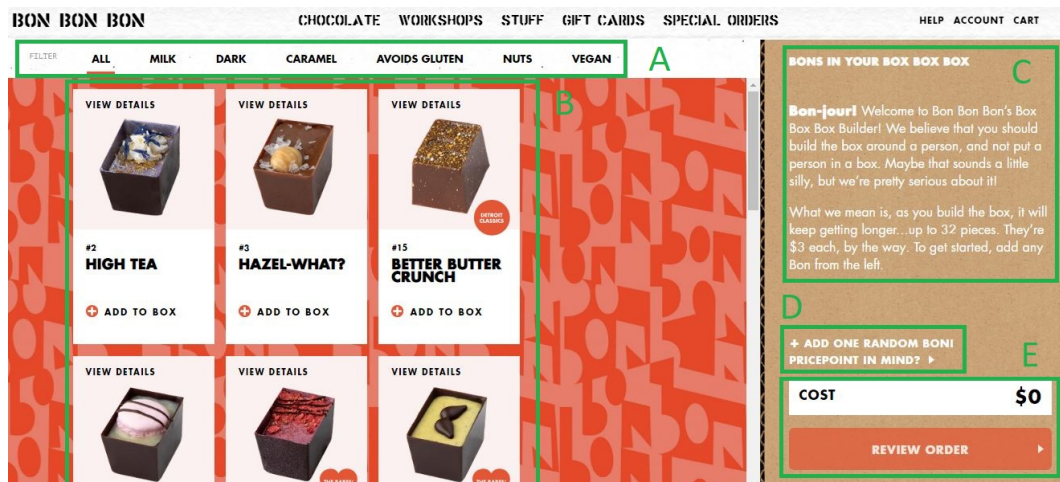 BON BON BON
CHOCOLATE WORKSHOPS STUFF GIFT CARDS SPECIAL ORDERS
HELP ACCOUNT CART
FILTER ALL MILK DARK CARAMEL AVOIDS GLUTEN NUTS VEGAN
A
B
VIEW DETAILS
#2
HIGH TEA
ADD TO BOX
VIEW DETAILS
#3
HAZEL-WHAT?
ADD TO BOX
VIEW DETAILS
DETROIT
CLASSICS
#15
BETTER BUTTER
CRUNCH
ADD TO BOX
VIEW DETAILS
VIEW DETAILS
VIEW DETAILS
C
BONS IN YOUR BOX BOX BOX
Bon-jour! Welcome to Bon Bon Bon's Box
Box Box Builder! We believe that you should
build the box around a person, and not put a
person in a box. Maybe that sounds a little
silly, but we're pretty serious about it!
What we mean is, as you build the box, it will
keep getting longer...up to 32 pieces. They're
$3 each, by the way. To get started, add any
Bon from the left.
D
+ ADD ONE RANDOM BON!
PRICEPOINT IN MIND?
E
COST $0
REVIEW ORDER